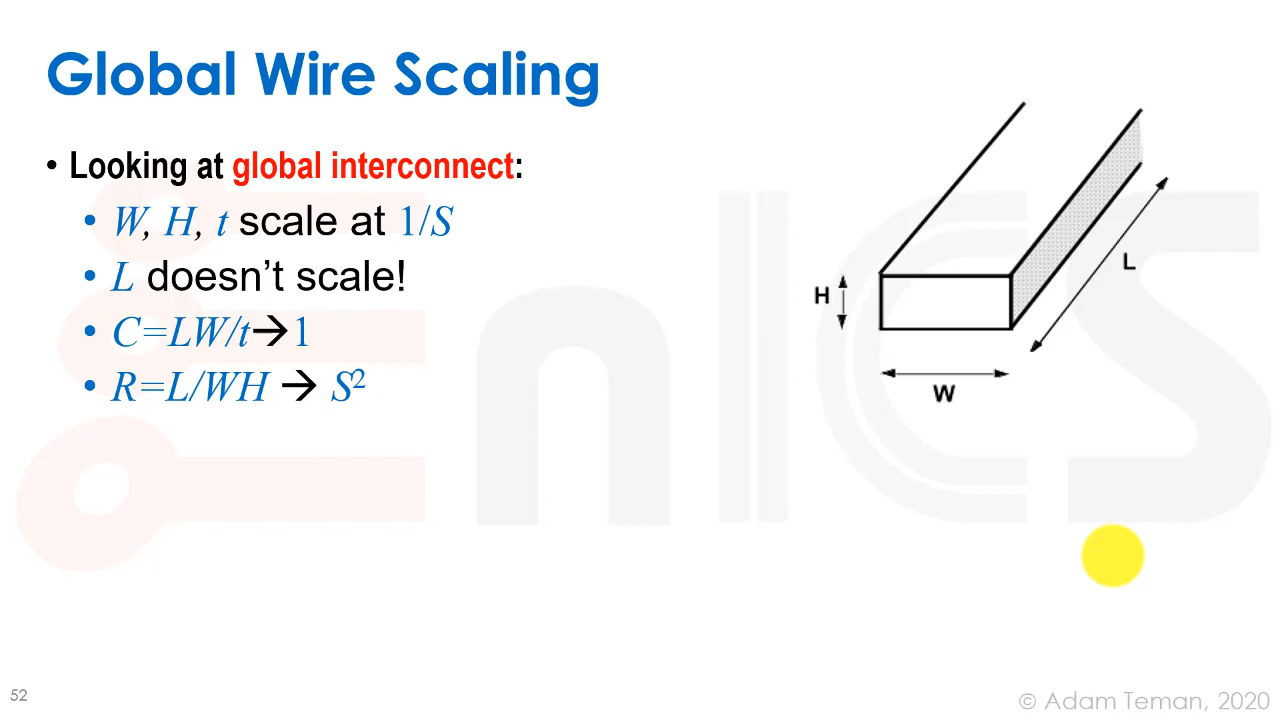 Global Wire Scaling
• Looking at global interconnect:
• W, H, t scale at 1/S
• L doesn't scale!
• C=LW/t→1
• R=L/WH → S²
H
L
W
nICS
52
© Adam Teman, 2020